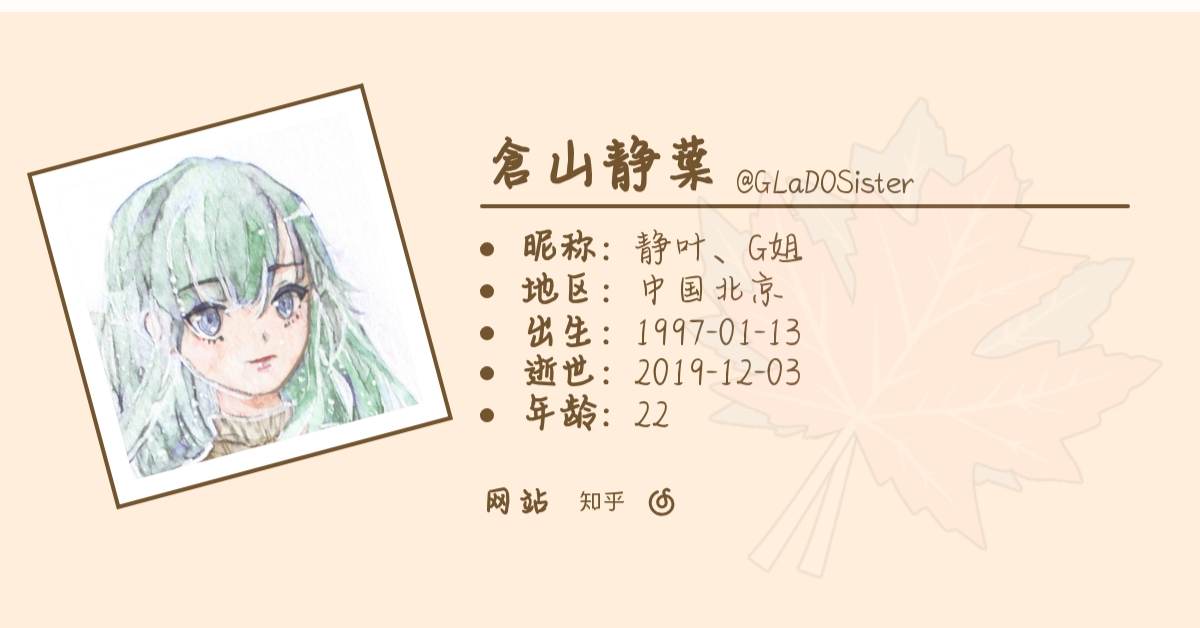 倉山静葉 @GLaDOSister
昵称：静叶、G姐
地区：中国北京
出生：1997-01-13
逝世：2019-12-03
年龄：22
网站 知乎